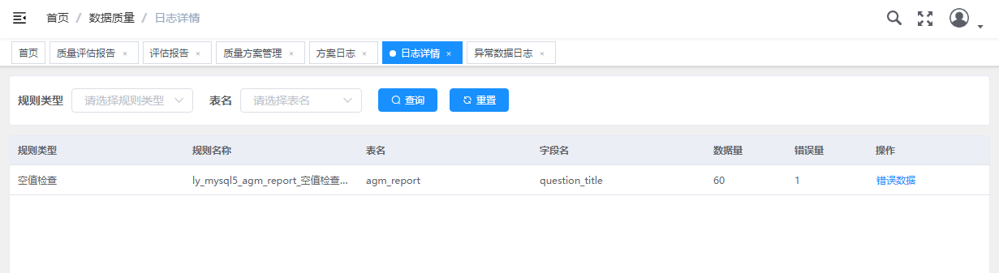 首页 / 数据质量 / 日志详情
首页 质量评估报告 × 评估报告 × 质量方案管理 × 方案日志 × 日志详情 × 异常数据日志 ×
规则类型 请选择规则类型 表名 请选择表名 查询 重置
规则类型 规则名称 表名 字段名 数据量 错误量 操作
空值检查 ly_mysql5_agm_report_空值检查... agm_report question_title 60 1 错误数据